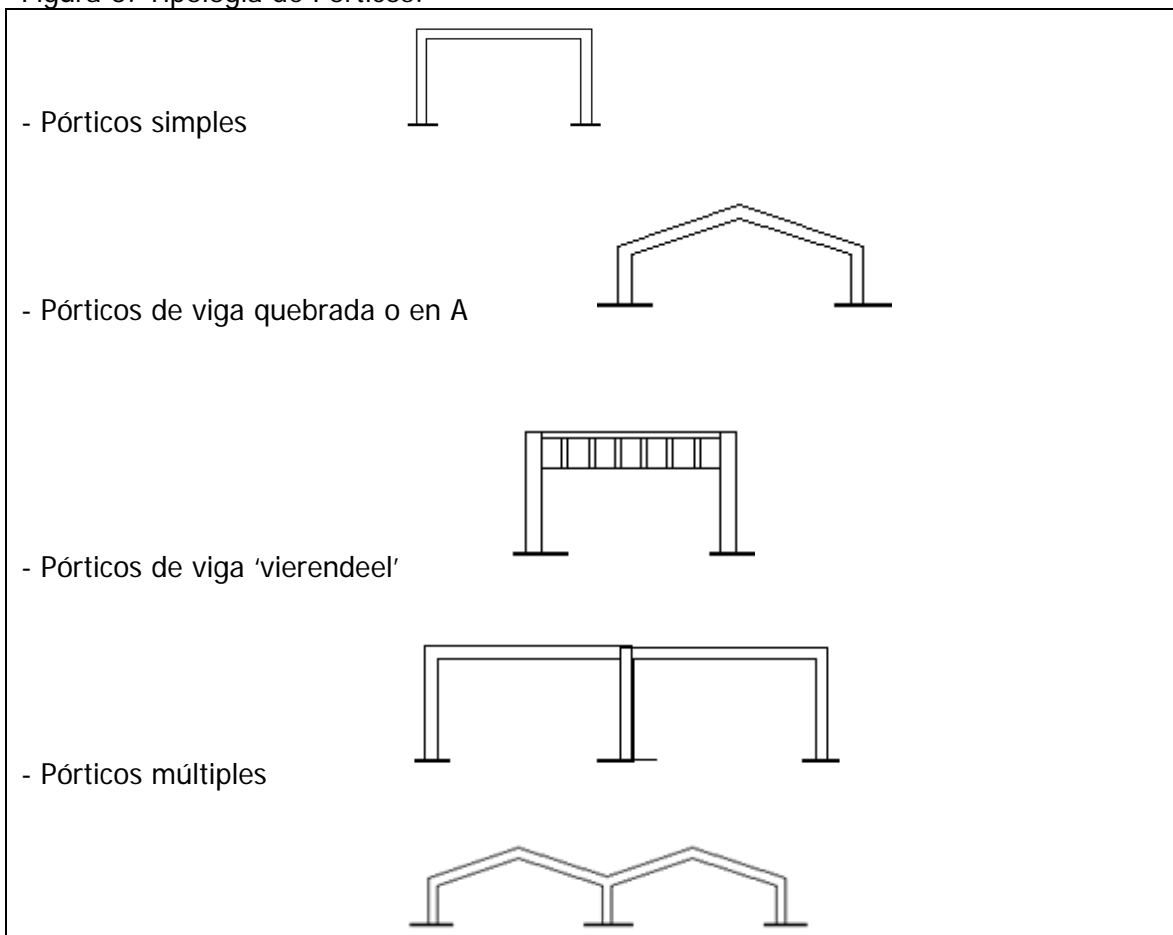 - Pórticos simples
- Pórticos de viga quebrada o en A
- Pórticos de viga ‘vierendeel’
- Pórticos múltiples